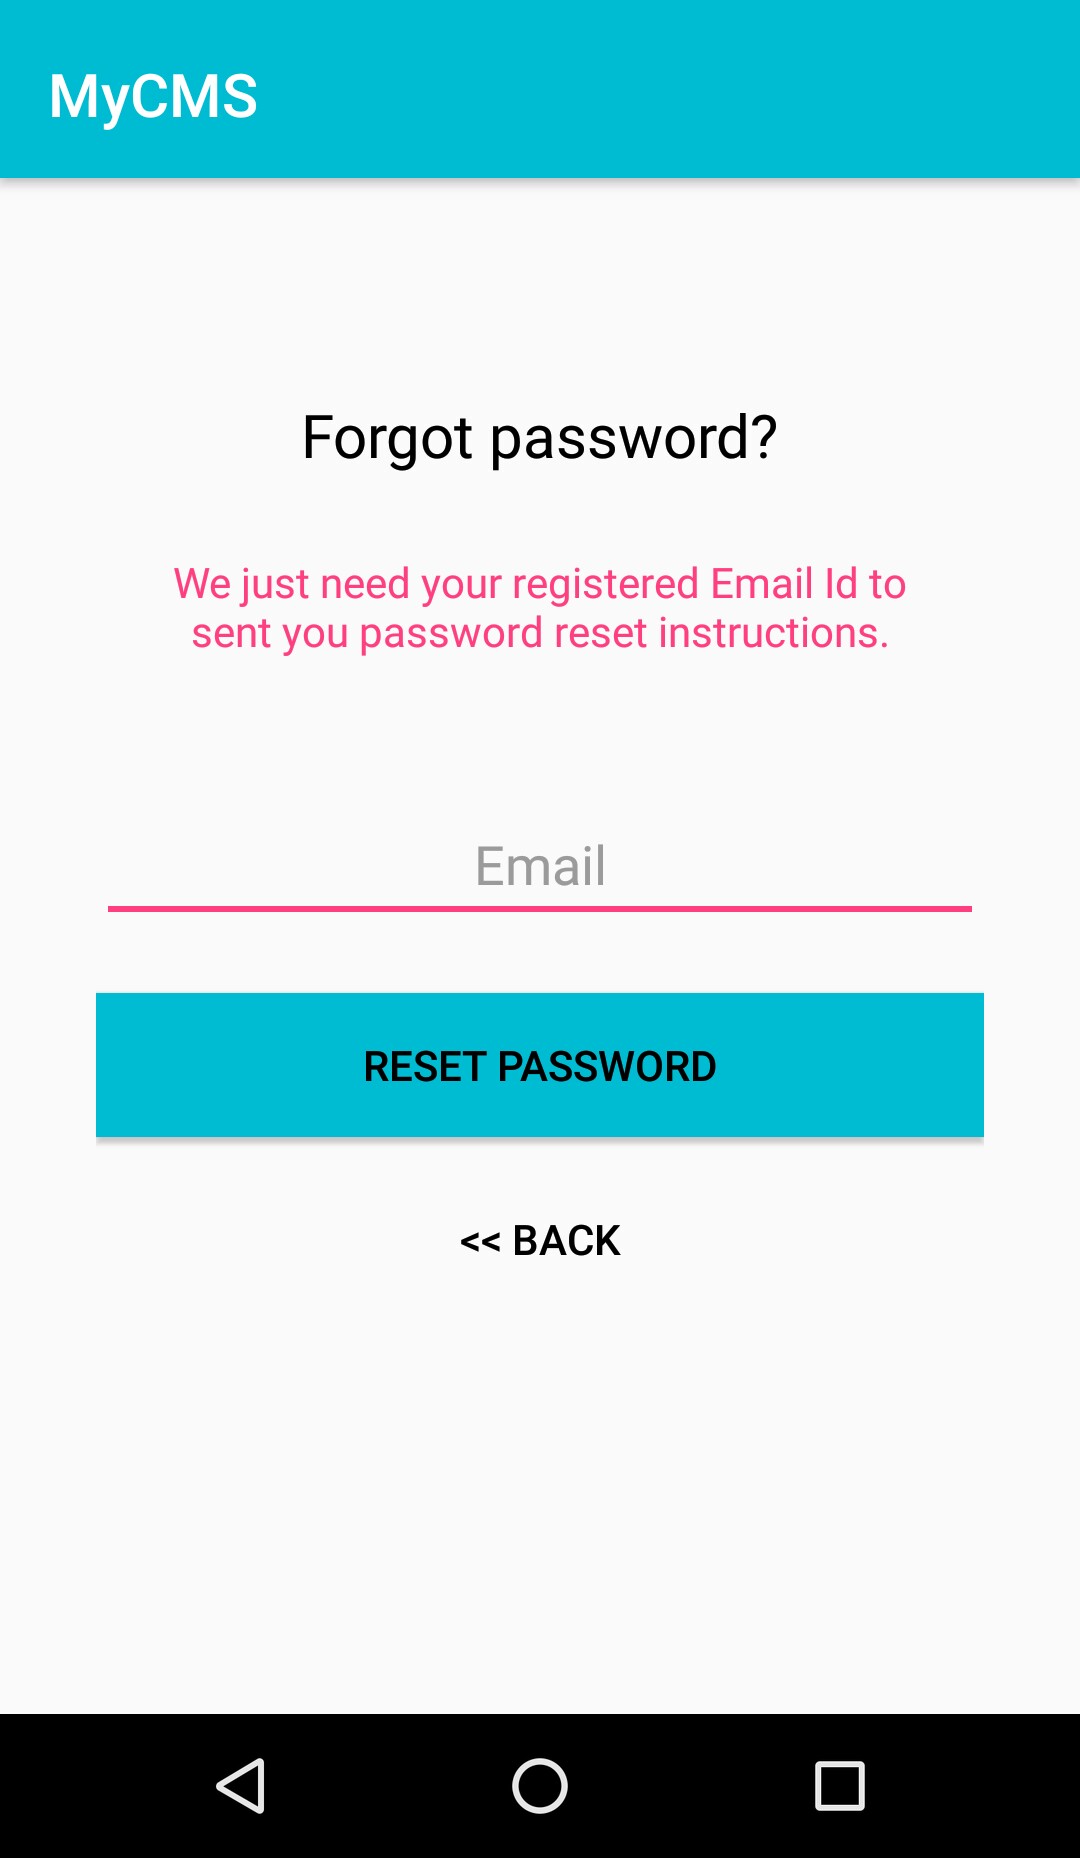 MyCMS
Forgot password?
We just need your registered Email Id to
sent you password reset instructions.
Email
RESET PASSWORD
<< BACK